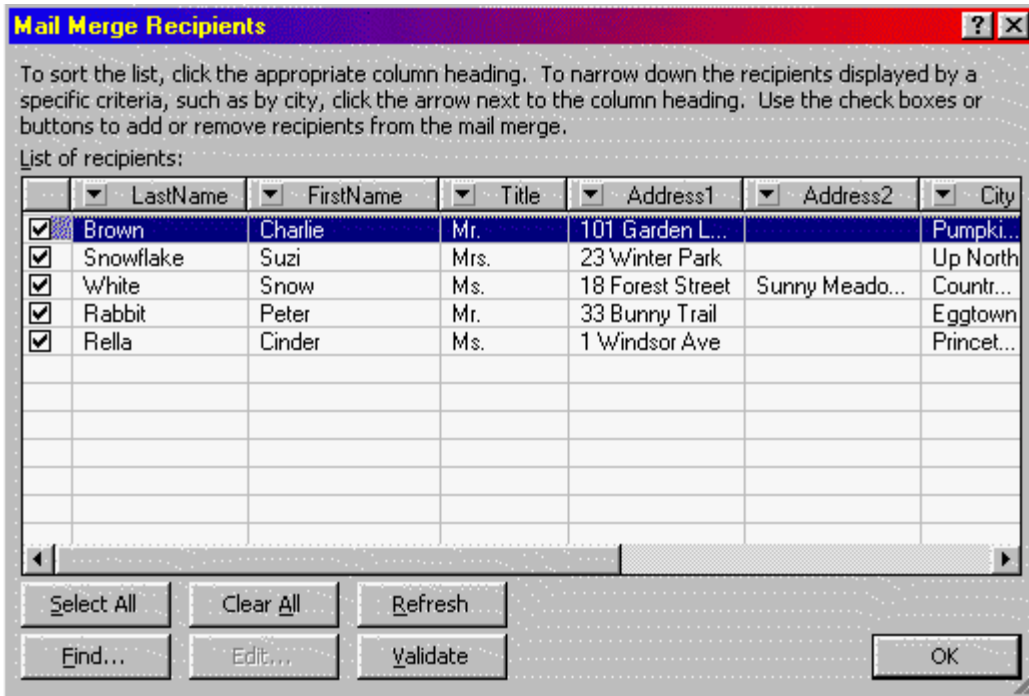 Mail Merge Recipients
To sort the list, click the appropriate column heading. To narrow down the recipients displayed by a
specific criteria, such as by city, click the arrow next to the column heading. Use the check boxes or
buttons to add or remove recipients from the mail merge.
List of recipients:
LastName FirstName Title Address1 Address2 City
Brown Charlie Mr. 101 Garden L... Pumpki...
Snowflake Suzi Mrs. 23 Winter Park Up North
White Snow Ms. 18 Forest Street Sunny Meado... Countr...
Rabbit Peter Mr. 33 Bunny Trail Eggtown
Rella Cinder Ms. 1 Windsor Ave Princet...
Select All Clear All Refresh
Find... Edit... Validate OK